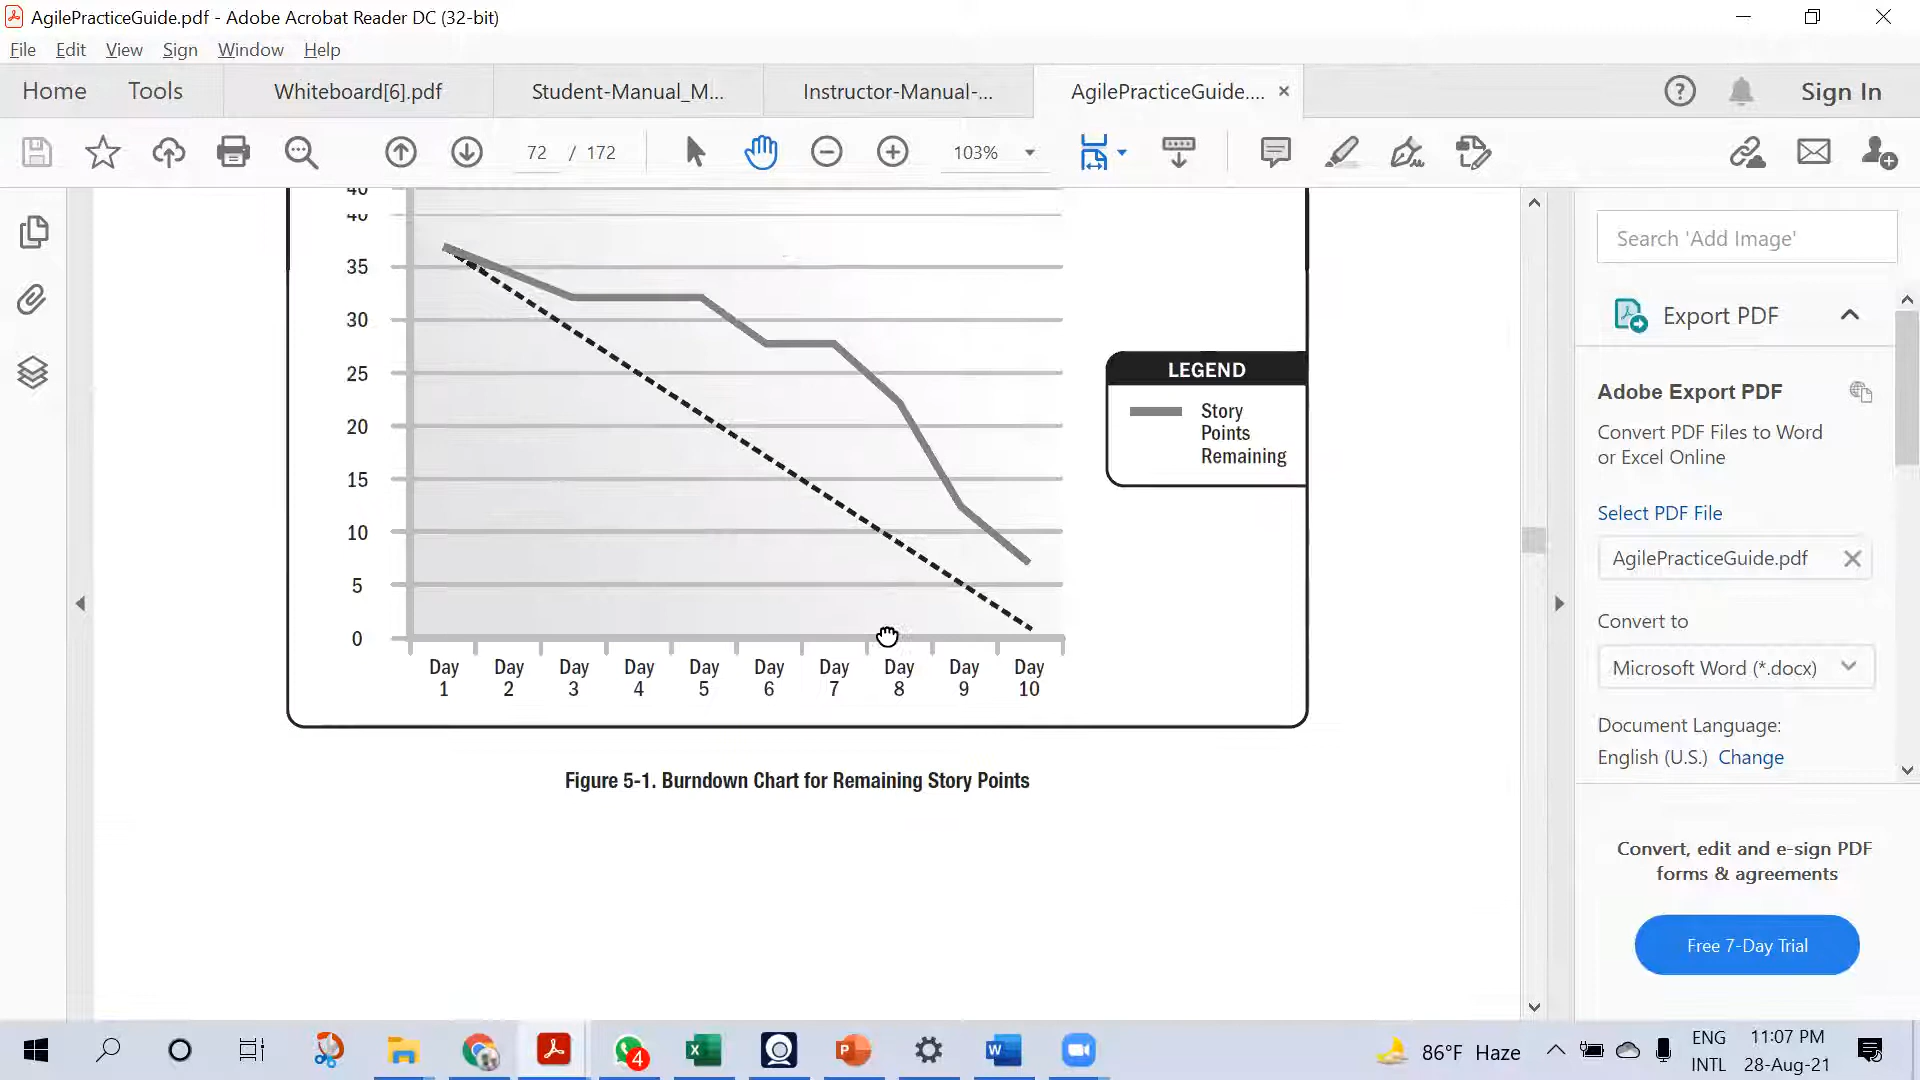 AgilePracticeGuide.pdf - Adobe Acrobat Reader DC (32-bit)
File Edit View Sign Window Help
Home Tools Whiteboard[6].pdf Student-Manual_M... Instructor-Manual-... AgilePracticeGuide.... × Sign In
72 / 172 103%
40
40
35
30
25
20
15
10
5
0
Day 1 Day 2 Day 3 Day 4 Day 5 Day 6 Day 7 Day 8 Day 9 Day 10
LEGEND
Story
Points
Remaining
Figure 5-1. Burndown Chart for Remaining Story Points
Search 'Add Image'
Export PDF
Adobe Export PDF
Convert PDF Files to Word
or Excel Online
Select PDF File
AgilePracticeGuide.pdf
Convert to
Microsoft Word (*.docx)
Document Language:
English (U.S.) Change
Convert, edit and e-sign PDF
forms & agreements
Free 7-Day Trial
4
86°F Haze
ENG
INTL
11:07 PM
28-Aug-21